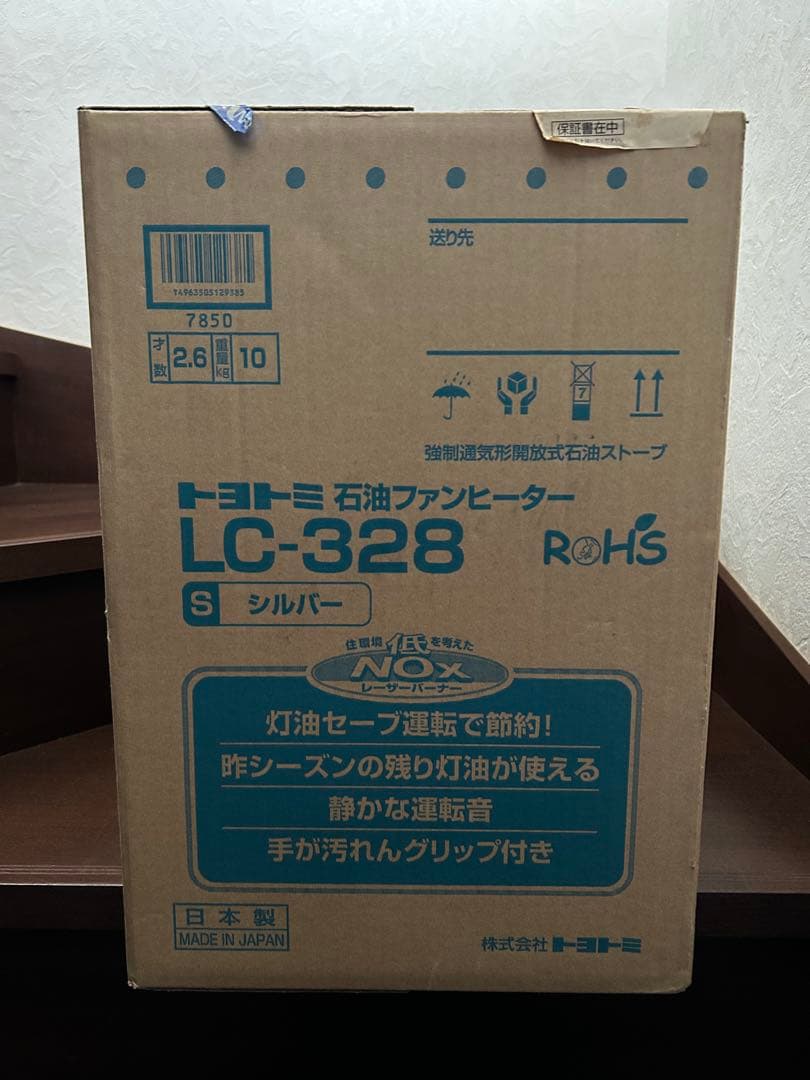 保証書在中
送り先
T4963505129385
7850
才数 2.6 重量kg 10
7
強制通気形開放式石油ストーブ
トヨトミ 石油ファンヒーター
LC-328
RoHS
S シルバー
住環境 低 を考えた
NOx
レーザーバーナー
灯油セーブ運転で節約!
昨シーズンの残り灯油が使える
静かな運転音
手が汚れんグリップ付き
日本製
MADE IN JAPAN
株式会社 トヨトミ